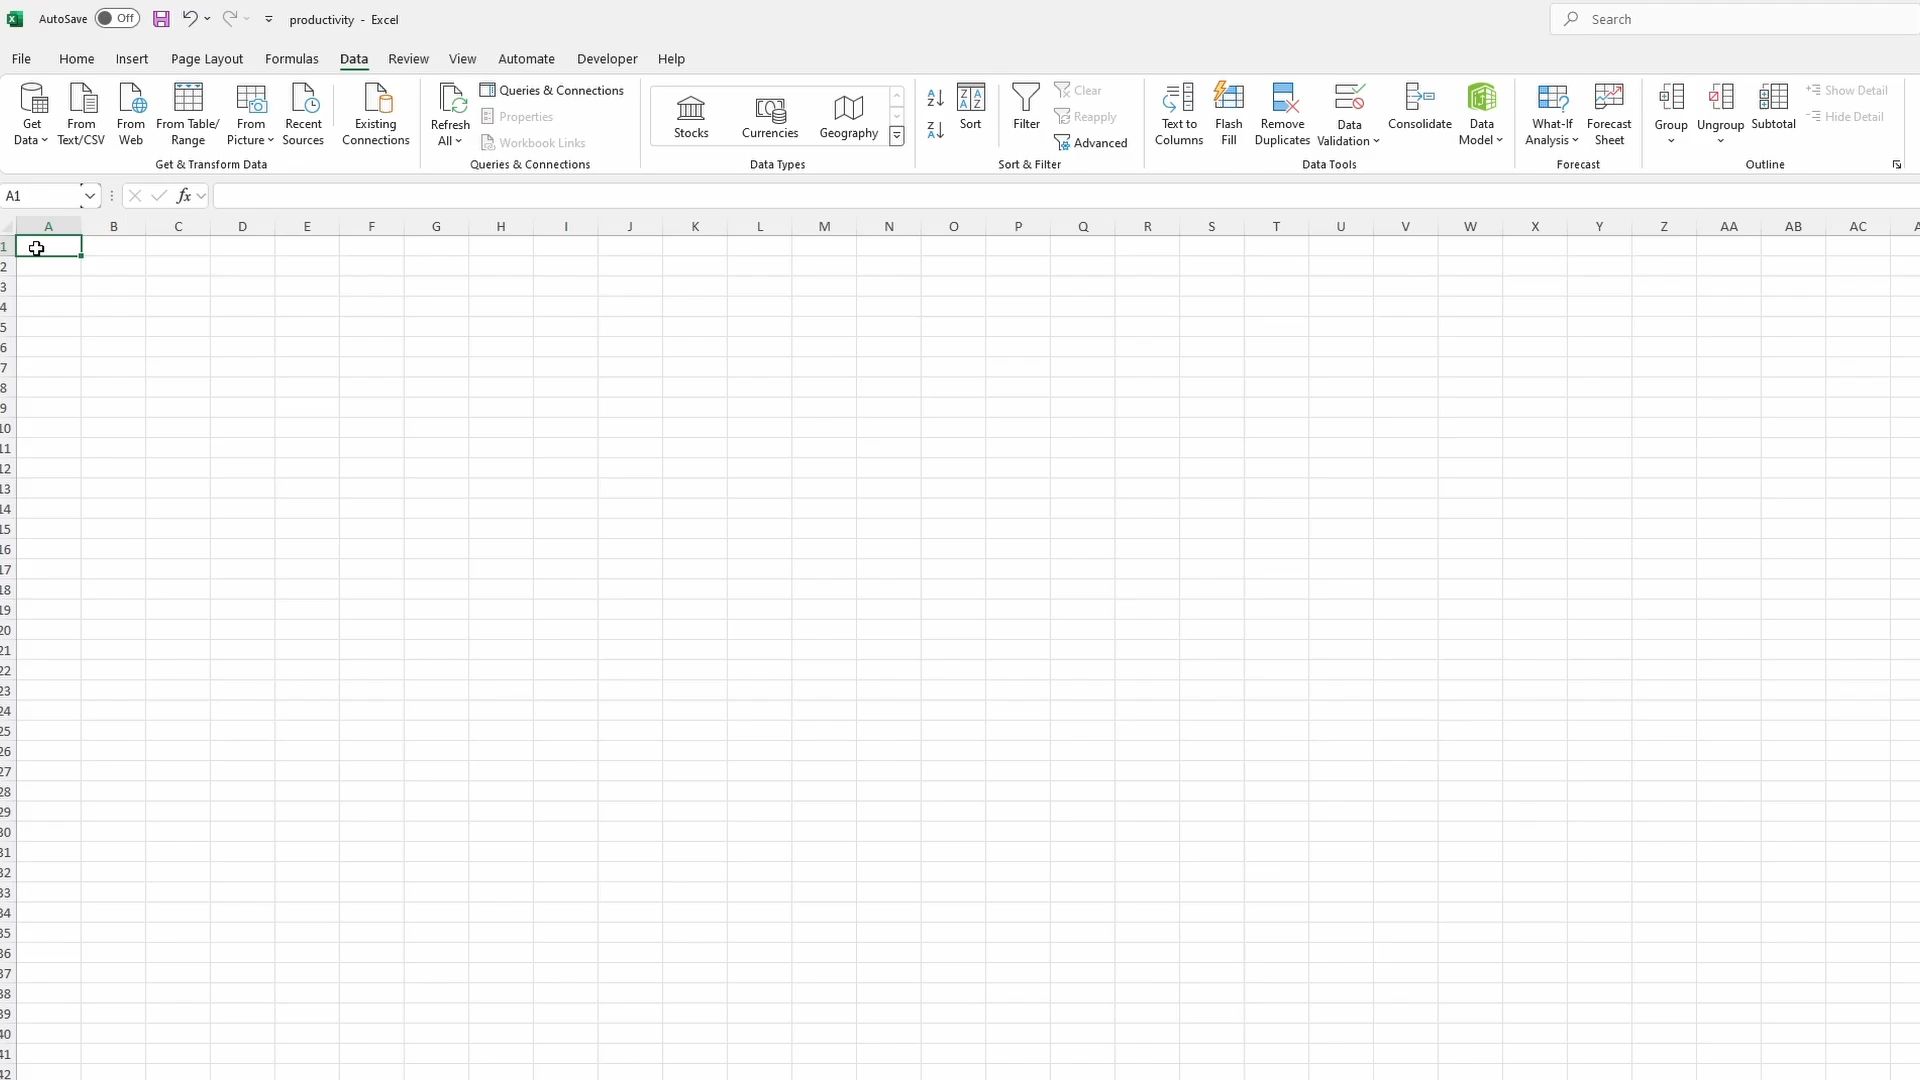 AutoSave Off productivity - Excel Search
File Home Insert Page Layout Formulas Data Review View Automate Developer Help
Get Data
From Text/CSV
From Web
From Table/ Range
From Picture
Recent Sources
Existing Connections
Get & Transform Data
Refresh All
Queries & Connections
Properties
Workbook Links
Queries & Connections
Stocks Currencies Geography
Data Types
Sort
Filter
Clear
Reapply
Advanced
Sort & Filter
Text to Columns
Flash Fill
Remove Duplicates
Data Validation
Consolidate
Data Model
Data Tools
What-If Analysis
Forecast Sheet
Forecast
Group
Ungroup
Subtotal
Show Detail
Hide Detail
Outline
A1 fx
A B C D E F G H I J K L M N O P Q R S T U V W X Y Z AA AB AC A
1
2
3
4
5
6
7
8
9
10
11
12
13
14
15
16
17
18
19
20
21
22
23
24
25
26
27
28
29
30
31
32
33
34
35
36
37
38
39
40
41
42